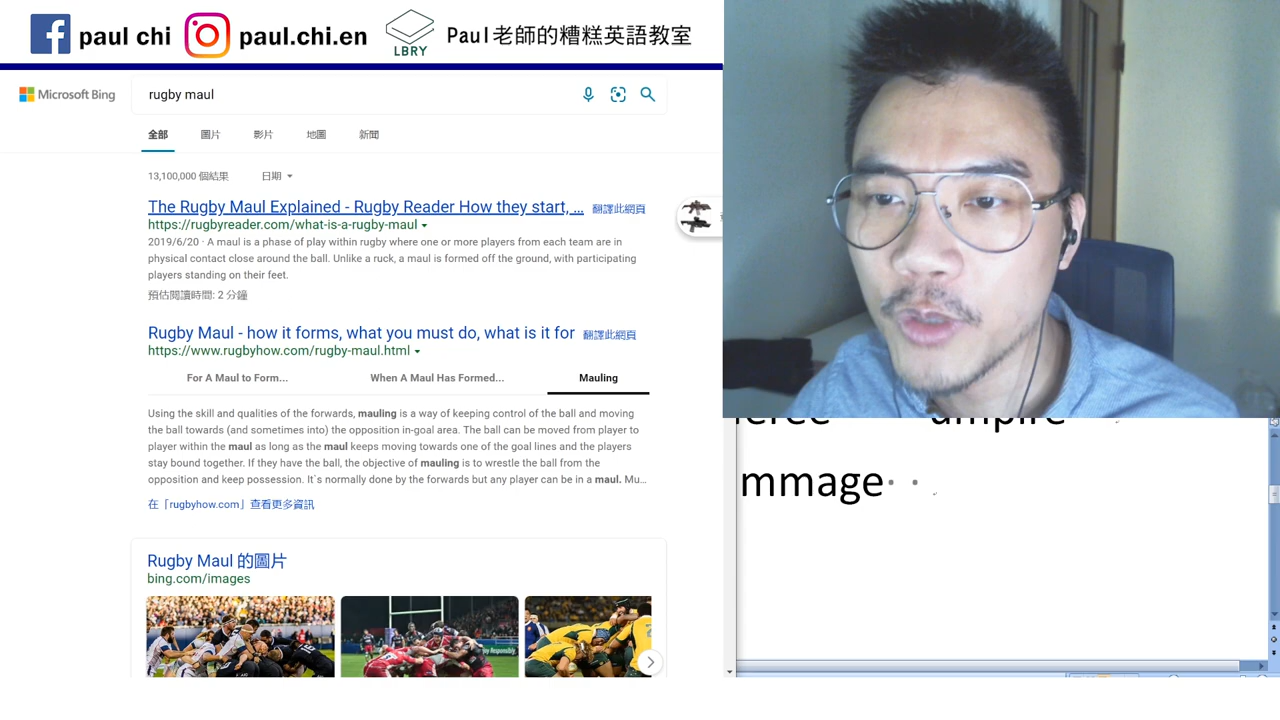 paul chi
paul.chi.en
LBRY
Paul老師的糟糕英語教室
Microsoft Bing
rugby maul
全部
圖片
影片
地圖
新聞
13,100,000 個結果
日期
The Rugby Maul Explained - Rugby Reader How they start, ...
翻譯此網頁
https://rugbyreader.com/what-is-a-rugby-maul
2019/6/20 · A maul is a phase of play within rugby where one or more players from each team are in
physical contact close around the ball. Unlike a ruck, a maul is formed off the ground, with participating
players standing on their feet.
預估閱讀時間: 2 分鐘
Rugby Maul - how it forms, what you must do, what is it for
翻譯此網頁
https://www.rugbyhow.com/rugby-maul.html
For A Maul to Form...
When A Maul Has Formed...
Mauling
Using the skill and qualities of the forwards, mauling is a way of keeping control of the ball and moving
the ball towards (and sometimes into) the opposition in-goal area. The ball can be moved from player to
player within the maul as long as the maul keeps moving towards one of the goal lines and the players
stay bound together. If they have the ball, the objective of mauling is to wrestle the ball from the
opposition and keep possession. It`s normally done by the forwards but any player can be in a maul. Mu...
在「rugbyhow.com」查看更多資訊
Rugby Maul 的圖片
bing.com/images
umpire
mmage